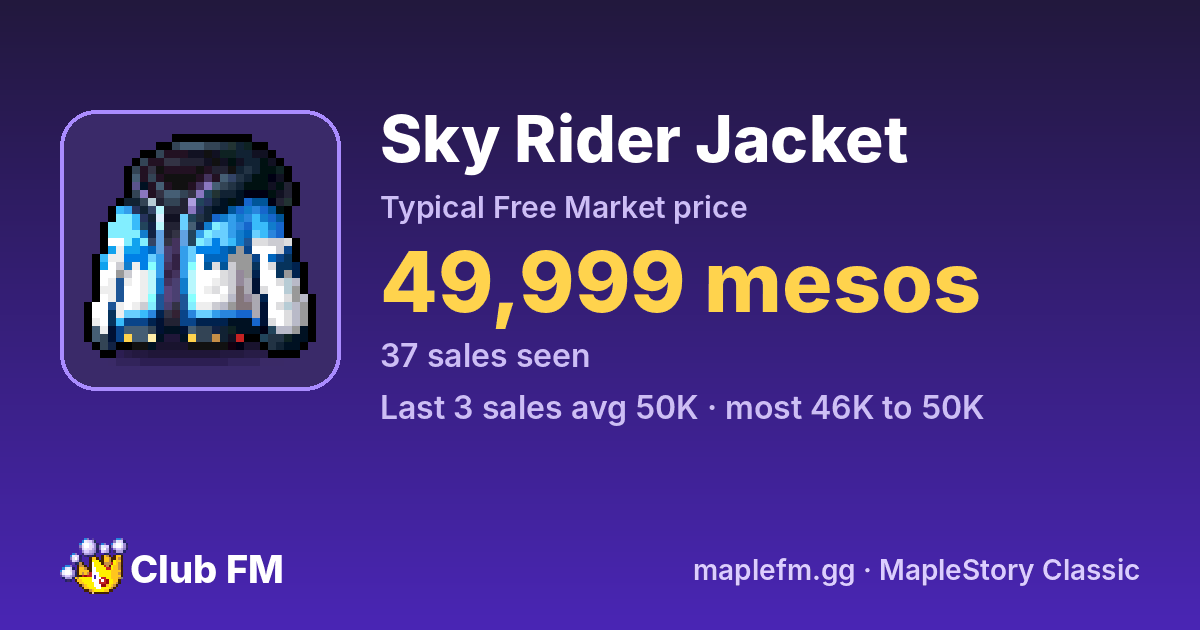 Sky Rider Jacket
Typical Free Market price
49,999 mesos
37 sales seen
Last 3 sales avg 50K · most 46K to 50K
Club FM
maplefm.gg · MapleStory Classic